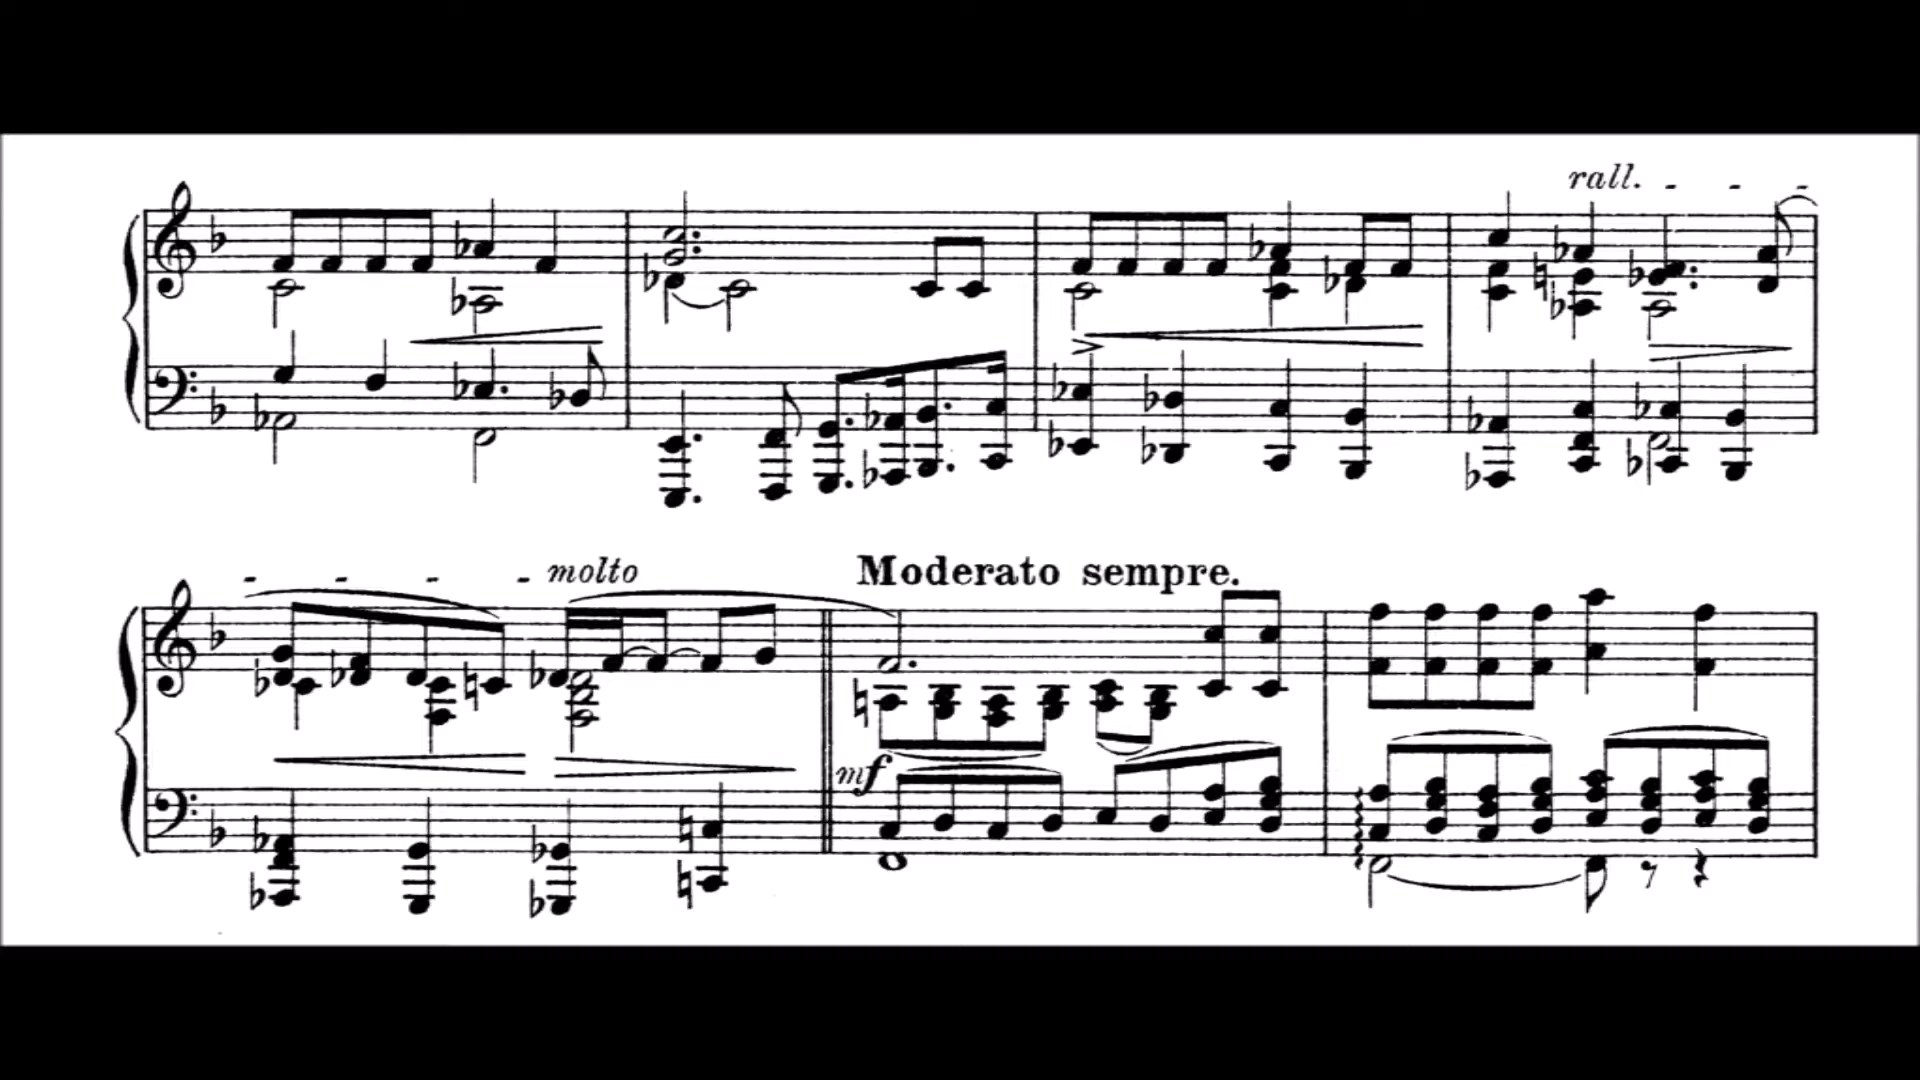 rall. - - -
- - - - molto
Moderato sempre.
mf